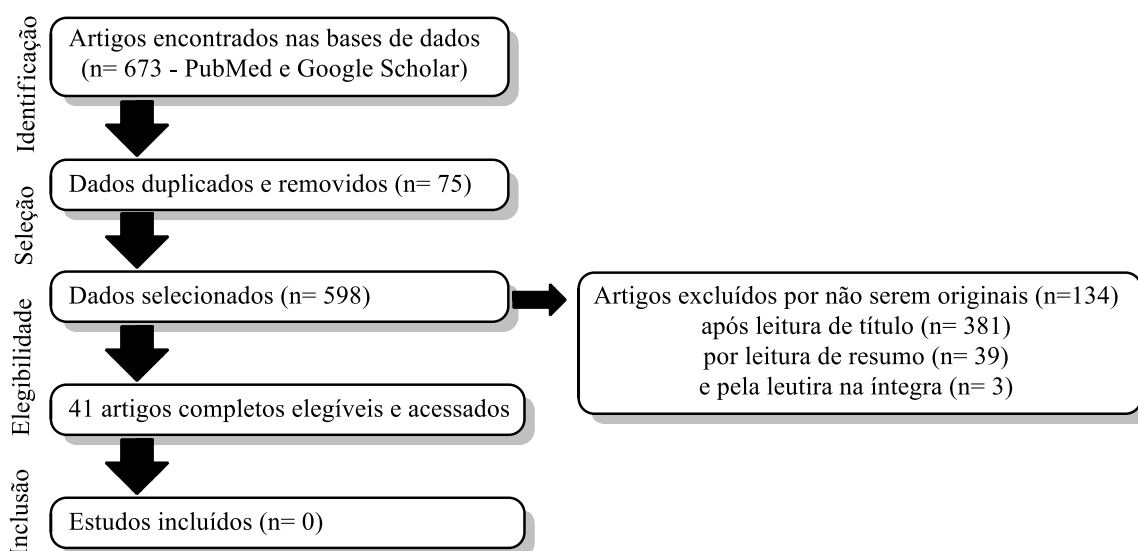 Identificação
Artigos encontrados nas bases de dados
(n= 673 - PubMed e Google Scholar)
Seleção
Dados duplicados e removidos (n= 75)
Elegibilidade
Dados selecionados (n= 598)
Artigos excluídos por não serem originais (n=134)
após leitura de título (n= 381)
por leitura de resumo (n= 39)
e pela leutira na íntegra (n= 3)
41 artigos completos elegíveis e acessados
Inclusão
Estudos incluídos (n= 0)